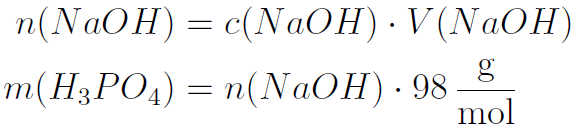 n(NaOH) = c(NaOH) · V(NaOH)
m(H₃PO₄) = n(NaOH) · 98 g/mol